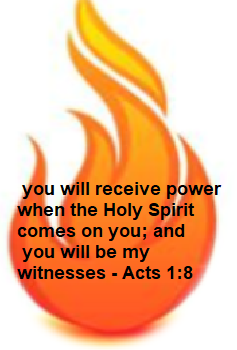 you will receive power
when the Holy Spirit
comes on you; and
you will be my
witnesses - Acts 1:8